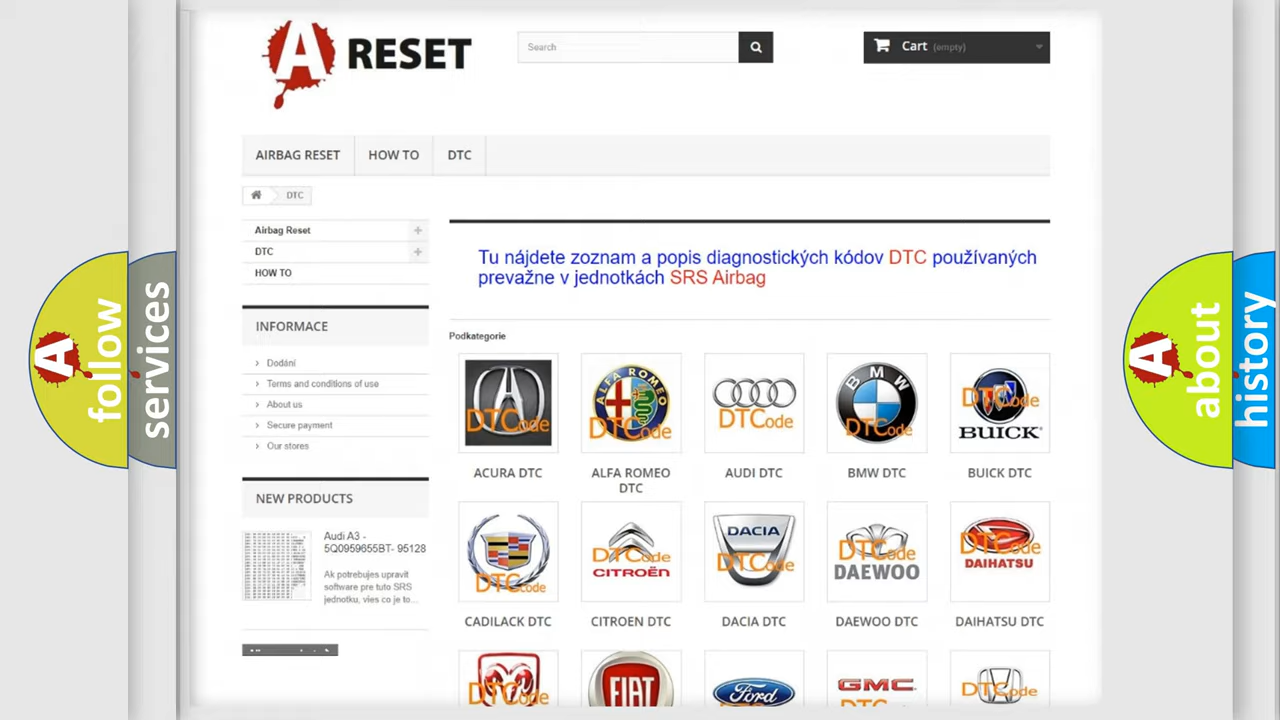 A RESET
Search
Cart (empty)
AIRBAG RESET
HOW TO
DTC
DTC
Airbag Reset
DTC
HOW TO
INFORMACE
Dodání
Terms and conditions of use
About us
Secure payment
Our stores
NEW PRODUCTS
Audi A3 -
5Q0959655BT- 95128
Ak potrebujes upravit
software pre tuto SRS
jednotku, vies co je to...
Tu nájdete zoznam a popis diagnostických kódov DTC používaných
prevažne v jednotkách SRS Airbag
Podkategorie
DTCode
ALFA ROMEO
DTCode
DTCode
BMW
DTCode
DTCode
BUICK
ACURA DTC
ALFA ROMEO
DTC
AUDI DTC
BMW DTC
BUICK DTC
DTCode
DTCode
CITROËN
DACIA
DTCode
DTCode
DAEWOO
DTCode
DAIHATSU
CADILACK DTC
CITROEN DTC
DACIA DTC
DAEWOO DTC
DAIHATSU DTC
DTCode
FIAT
Ford
GMC
DTCode
A follow
services
A about
history